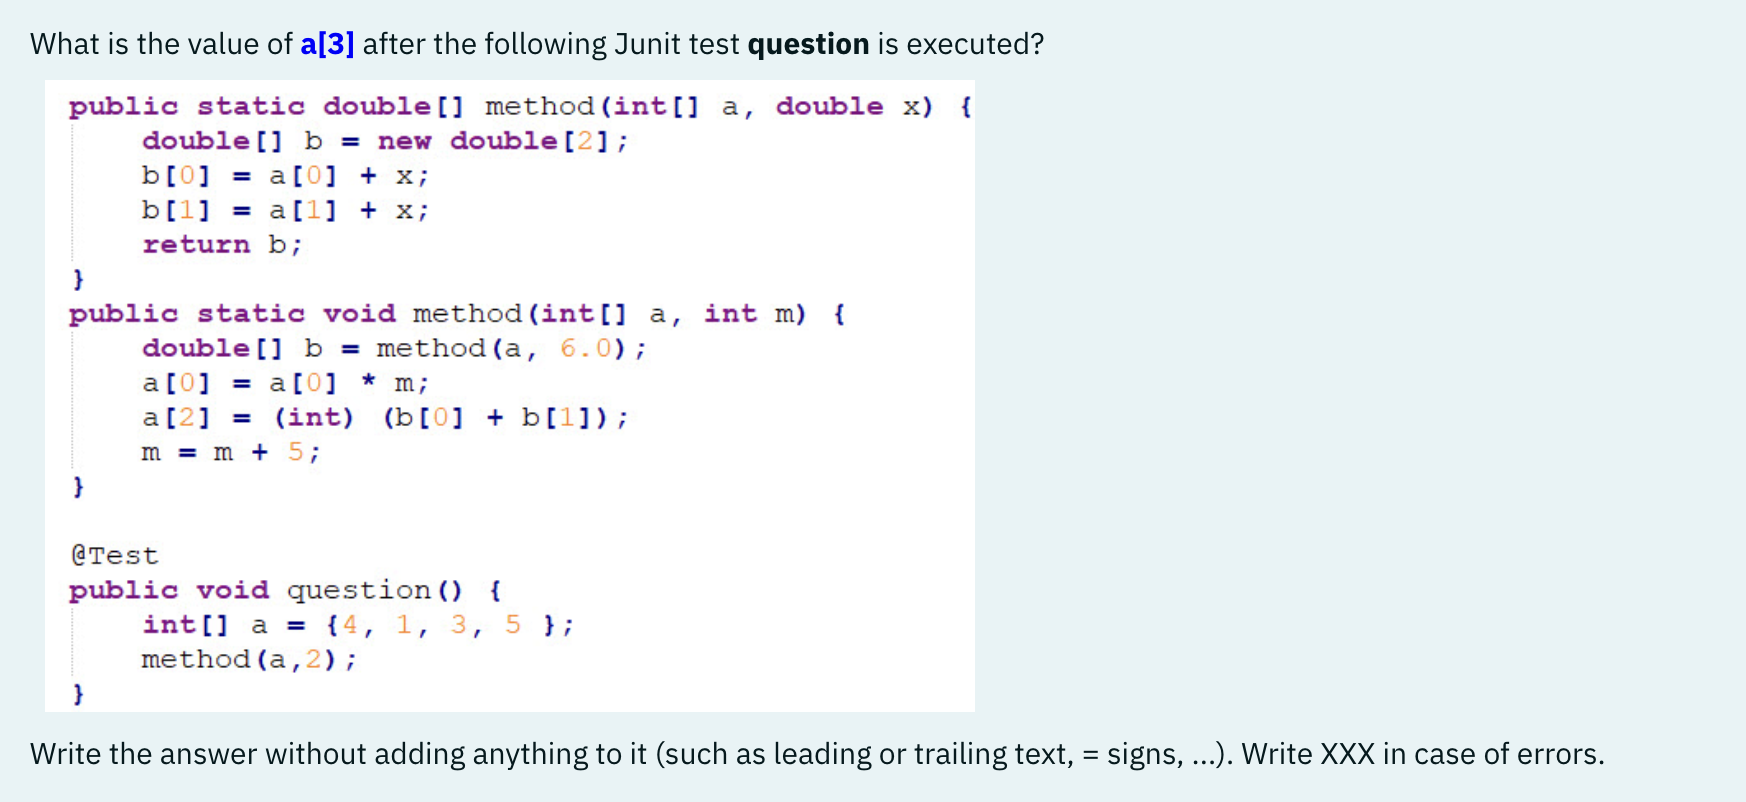 What is the value of a[3] after the following Junit test question is executed?
public static double[] method(int[] a, double x) {
double[] b = new double[2];
b[0] = a[0] + x;
b[1] = a[1] + x;
return b;
}
public static void method(int[] a, int m) {
double[] b = method(a, 6.0);
a[0] = a[0] * m;
a[2] = (int) (b[0] + b[1]);
m = m + 5;
}
@Test
public void question() {
int[] a = {4, 1, 3, 5 };
method(a,2);
}
Write the answer without adding anything to it (such as leading or trailing text, = signs, ...). Write XXX in case of errors.